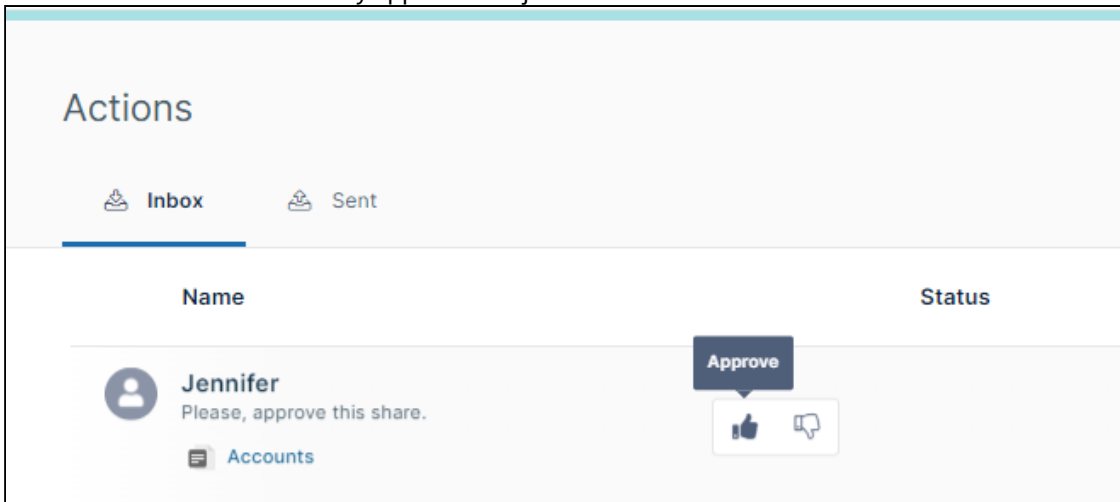 Actions
Inbox Sent
Name Status
Approve
Jennifer
Please, approve this share.
Accounts